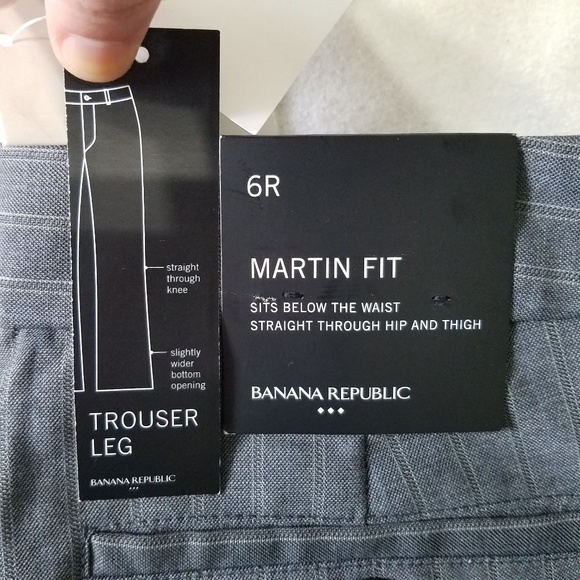 straight
through
knee
slightly
wider
bottom
opening
TROUSER
LEG
BANANA REPUBLIC
6R
MARTIN FIT
SITS BELOW THE WAIST
STRAIGHT THROUGH HIP AND THIGH
BANANA REPUBLIC